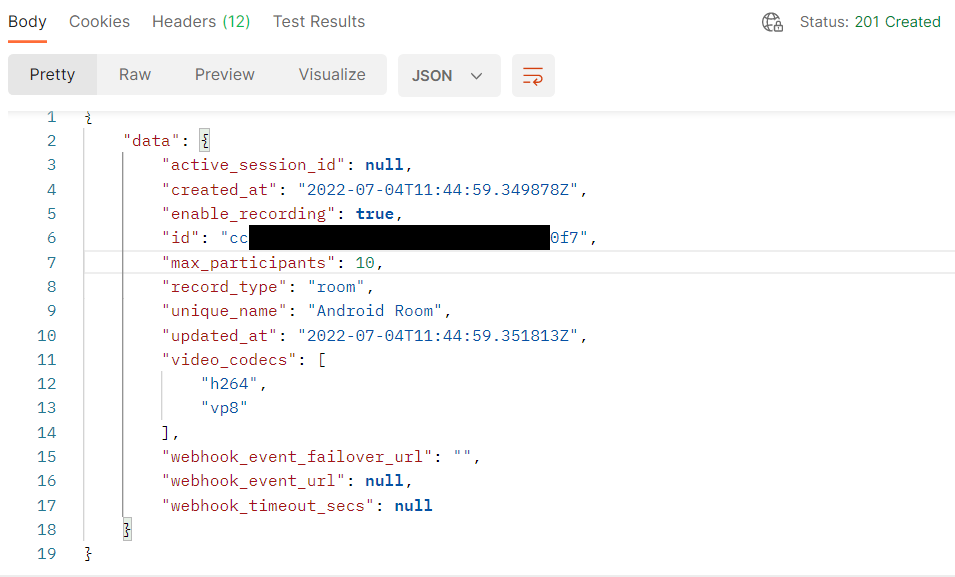 Body Cookies Headers (12) Test Results Status: 201 Created
Pretty Raw Preview Visualize JSON
1 {
2 "data": {
3 "active_session_id": null,
4 "created_at": "2022-07-04T11:44:59.349878Z",
5 "enable_recording": true,
6 "id": "cc 0f7",
7 "max_participants": 10,
8 "record_type": "room",
9 "unique_name": "Android Room",
10 "updated_at": "2022-07-04T11:44:59.351813Z",
11 "video_codecs": [
12 "h264",
13 "vp8"
14 ],
15 "webhook_event_failover_url": "",
16 "webhook_event_url": null,
17 "webhook_timeout_secs": null
18 }
19 }